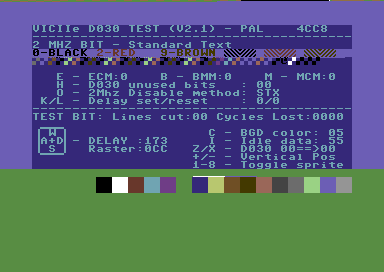 VICIIe D030 TEST (V2.1) - PAL 4CC8
2 MHZ BIT - Standard Text
0-BLACK 2-RED 9-BROWN
E - ECM:0 B - BMM:0 M - MCM:0
H - D030 unused bits : 00
O - 2Mhz Disable method: STX
K/L - Delay set/reset : 0/0
TEST BIT: Lines cut:00 Cycles Lost:0000
W C - BGD color: 05
A+D - DELAY :173 I - Idle data: 55
S Raster:0CC Z/X - D030 00==>00
+/- - Vertical Pos
1-8 - Toggle sprite